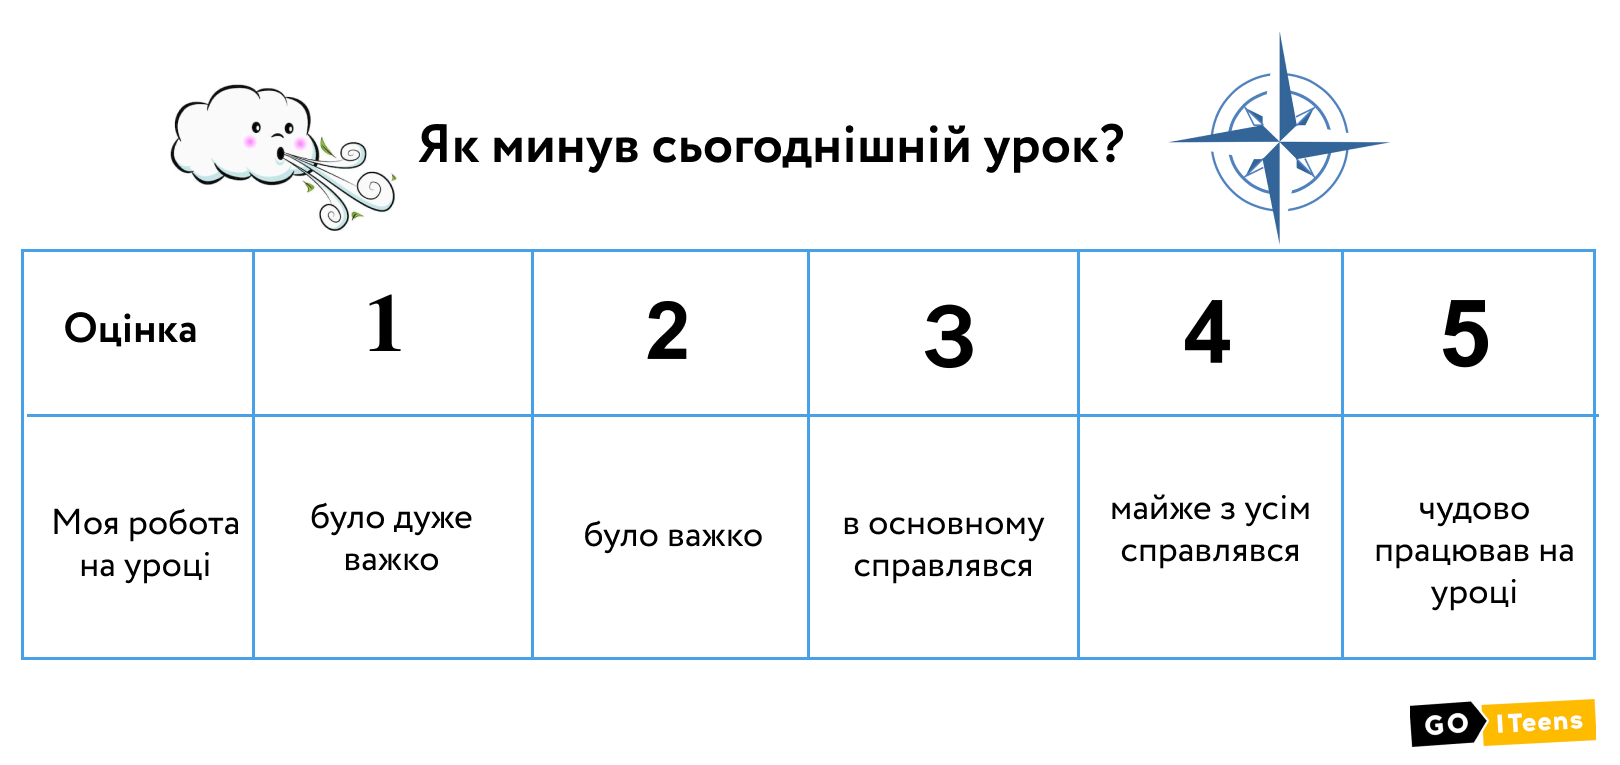 Як минув сьогоднішній урок?
Оцінка
1
2
3
4
5
Моя робота
на уроці
було дуже
важко
було важко
в основному
справлявся
майже з усім
справлявся
чудово
працював на
уроці
GO ITeens